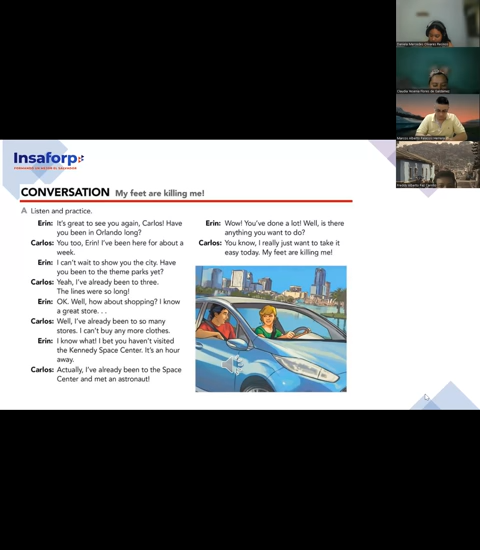 Insaforp
CONVERSATION My feet are killing me!
A Listen and practice.
Erin: It's great to see you again, Carlos! Have
you been in Orlando long?
Carlos: You too, Erin! I've been here for about a
week.
Erin: I can't wait to show you the city. Have
you been to the theme parks yet?
Carlos: Yeah, I've already been to three.
The lines were so long!
Erin: OK. Well, how about shopping? I know
a great store. . .
Carlos: Well, I've already been to so many
stores. I can't buy any more clothes.
Erin: I know what! I bet you haven't visited
the Kennedy Space Center. It's an hour
away.
Carlos: Actually, I've already been to the Space
Center and met an astronaut!
Erin: Wow! You've done a lot! Well, is there
anything you want to do?
Carlos: You know, I really just want to take it
easy today. My feet are killing me!